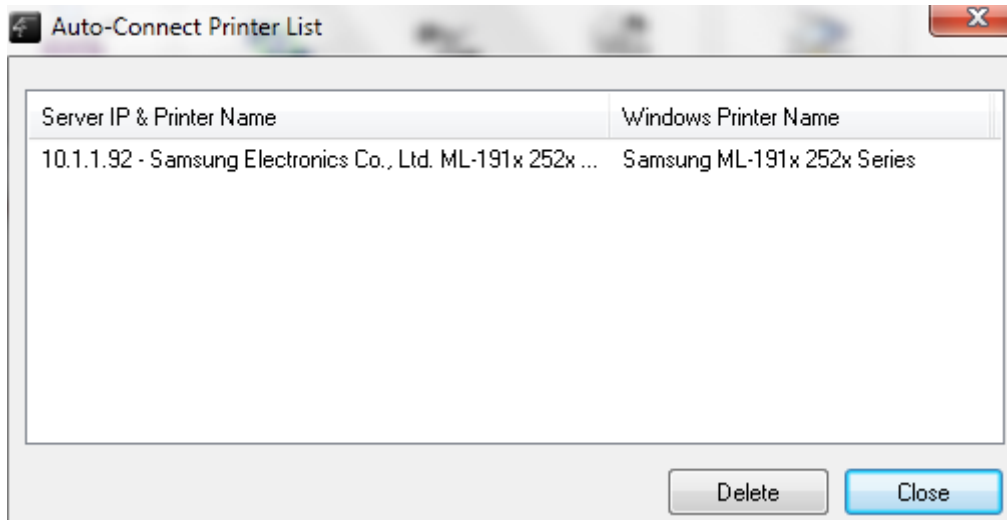 Auto-Connect Printer List
Server IP & Printer Name Windows Printer Name
10.1.1.92 - Samsung Electronics Co., Ltd. ML-191x 252x ... Samsung ML-191x 252x Series
Delete Close